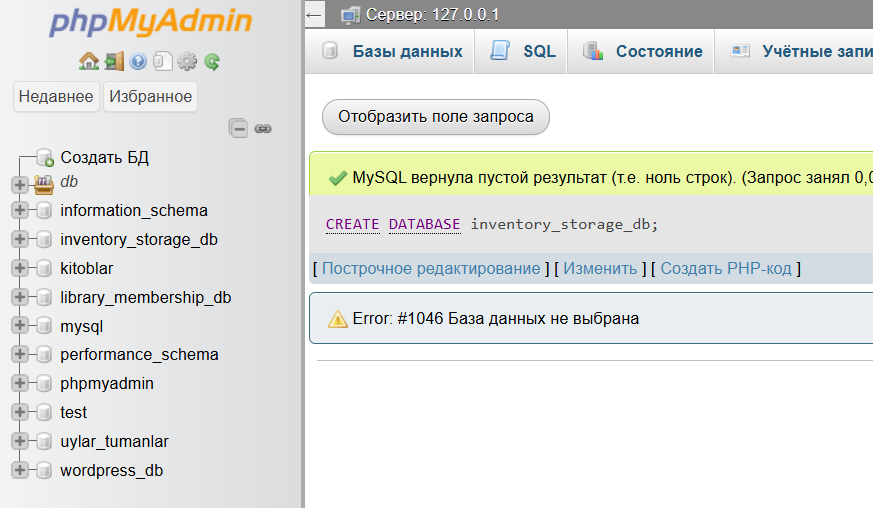 phpMyAdmin
Недавнее Избранное
Создать БД
db
information_schema
inventory_storage_db
kitoblar
library_membership_db
mysql
performance_schema
phpmyadmin
test
uylar_tumanlar
wordpress_db
Сервер: 127.0.0.1
Базы данных SQL Состояние Учётные запи
Отобразить поле запроса
MySQL вернула пустой результат (т.е. ноль строк). (Запрос занял 0,0
CREATE DATABASE inventory_storage_db;
[ Построчное редактирование ] [ Изменить ] [ Создать PHP-код ]
Error: #1046 База данных не выбрана